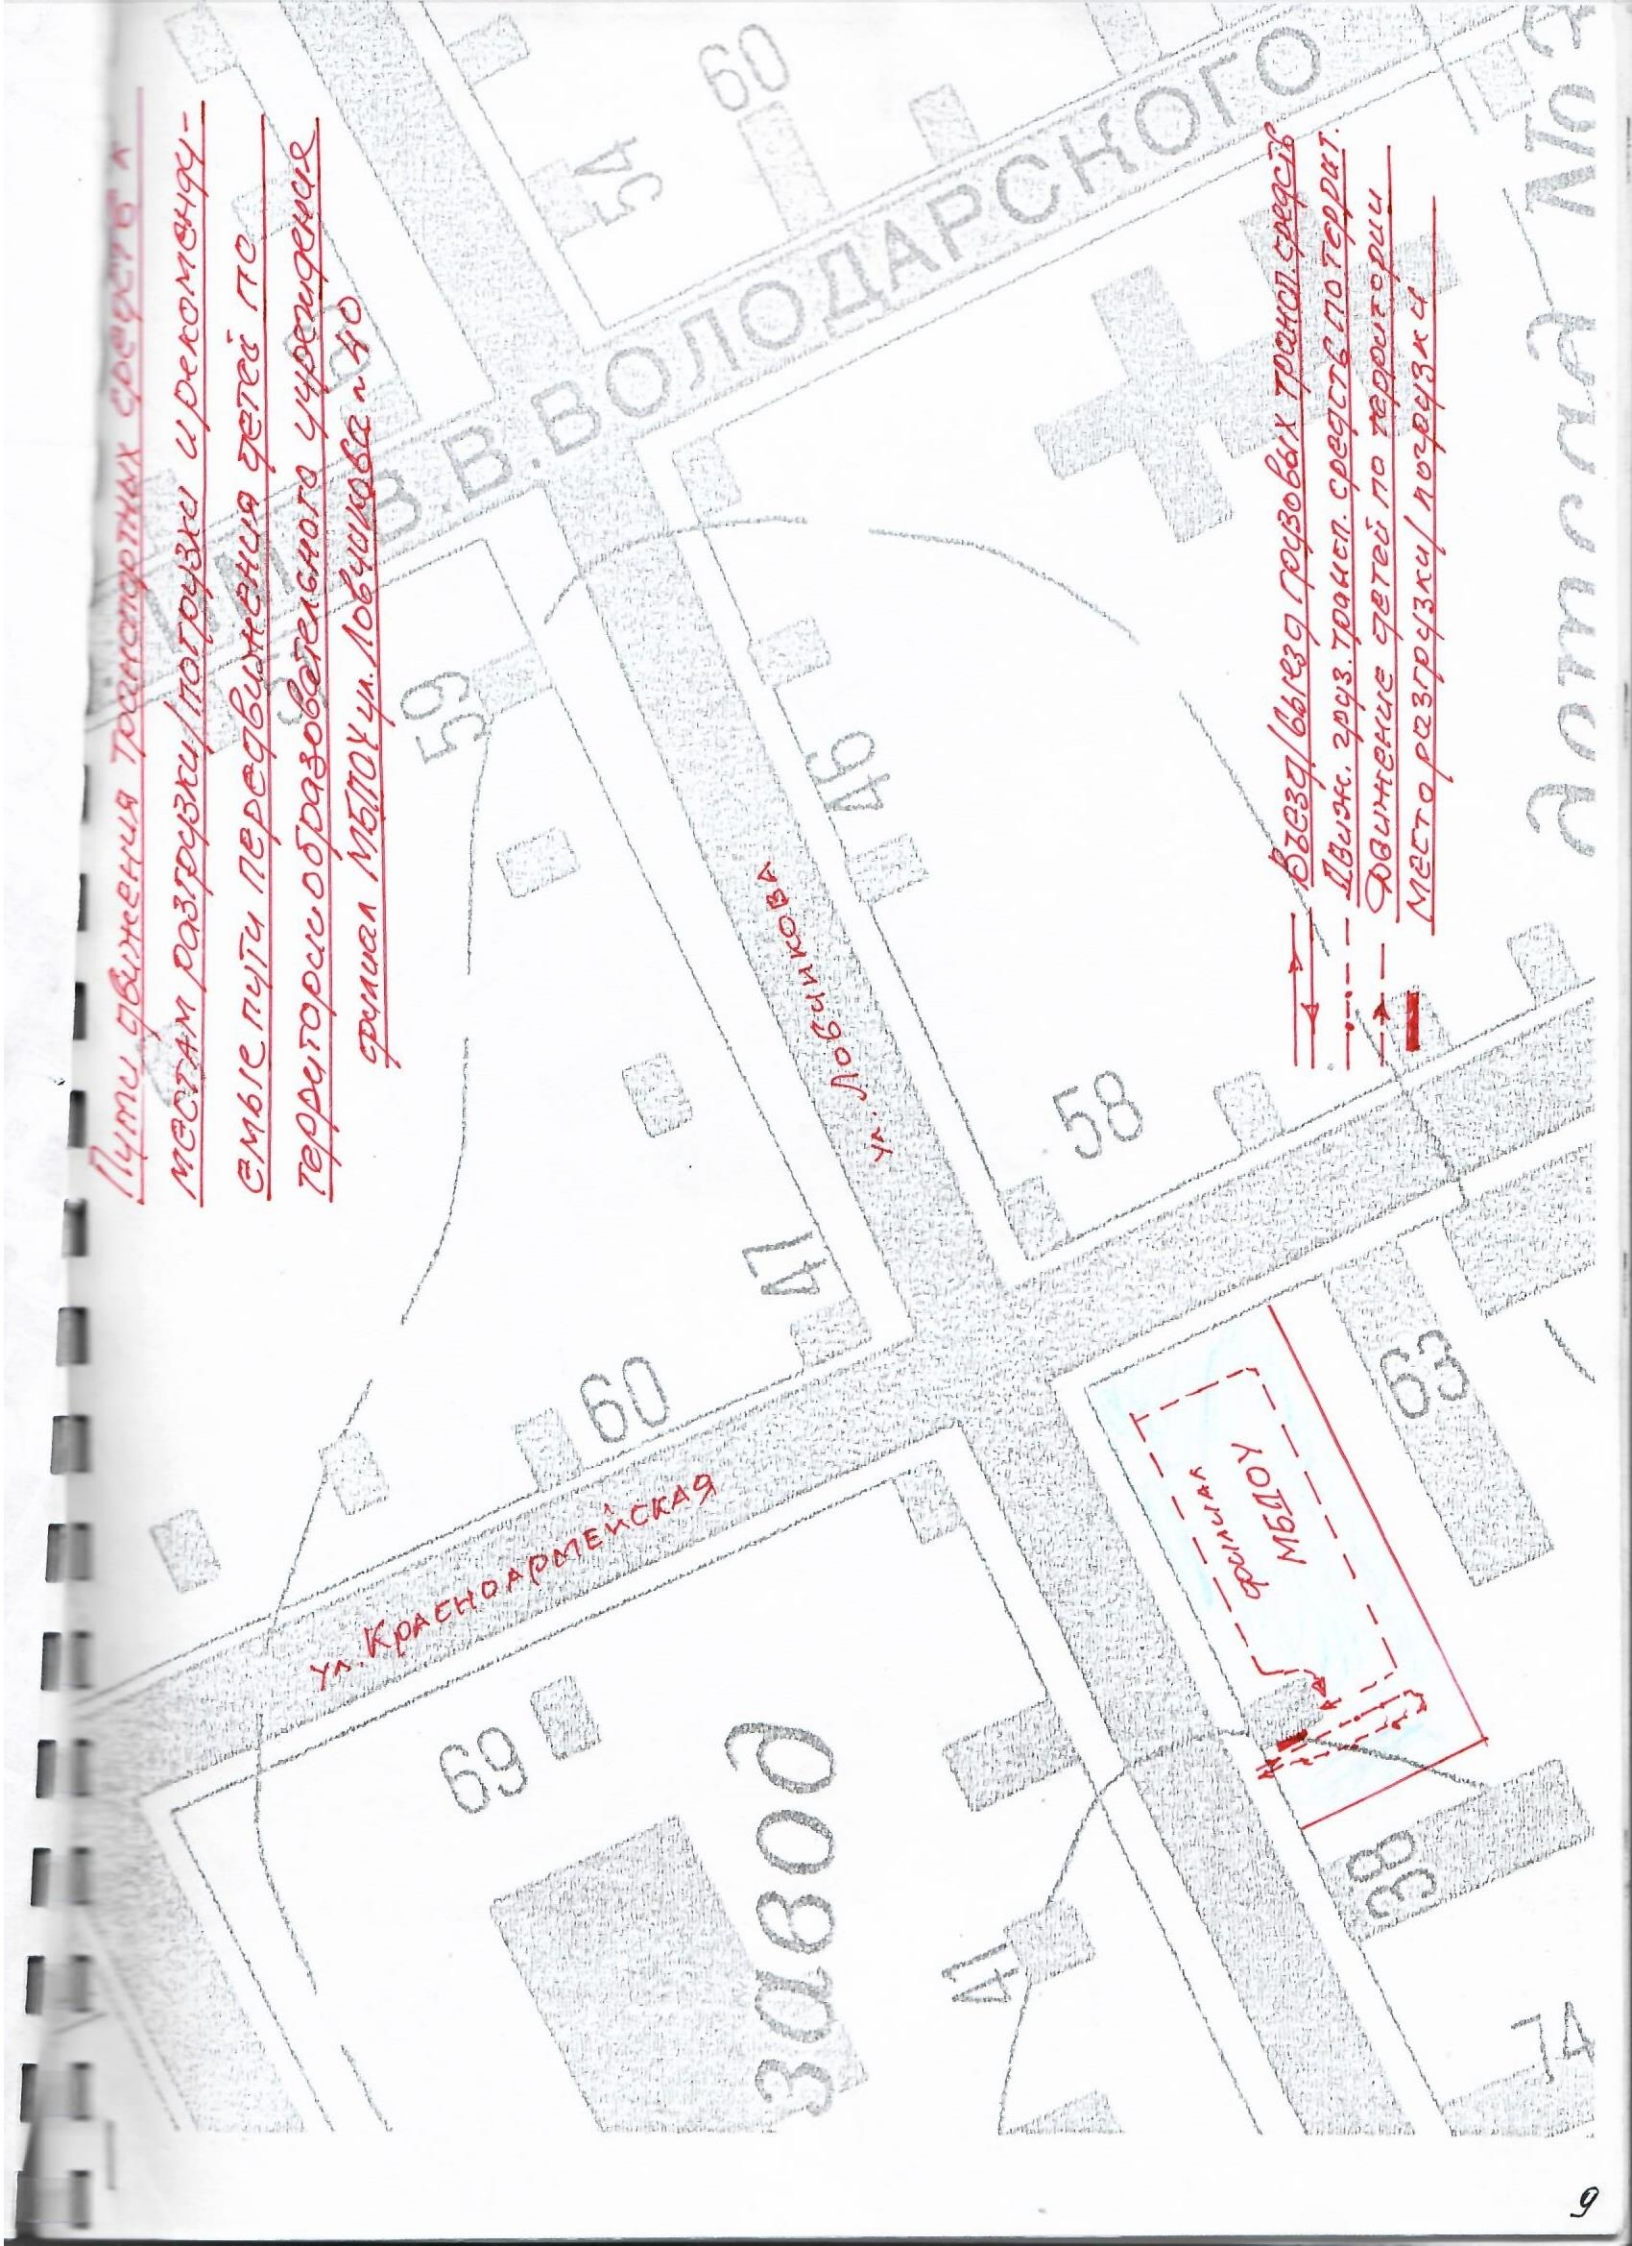 Пути движения транспортных средств к
местам разгрузки/погрузки и рекоменду-
емые пути передвижения детей по
территории образовательного учреждения
филиал МБДОУ ул. Ловчикова 40
60
54
59
В.В.ВОЛОДАРСКОГО
46
ул. Ловчикова
58
47
60
ул. Красноармейская
69
завод
41
филиал
МБДОУ
63
38
74
детсад №3
Въезд/выезд грузовых трансп. средств
Движ. груз. трансп. средств по террит.
Движение детей по территории
Место разгрузки/погрузки
9